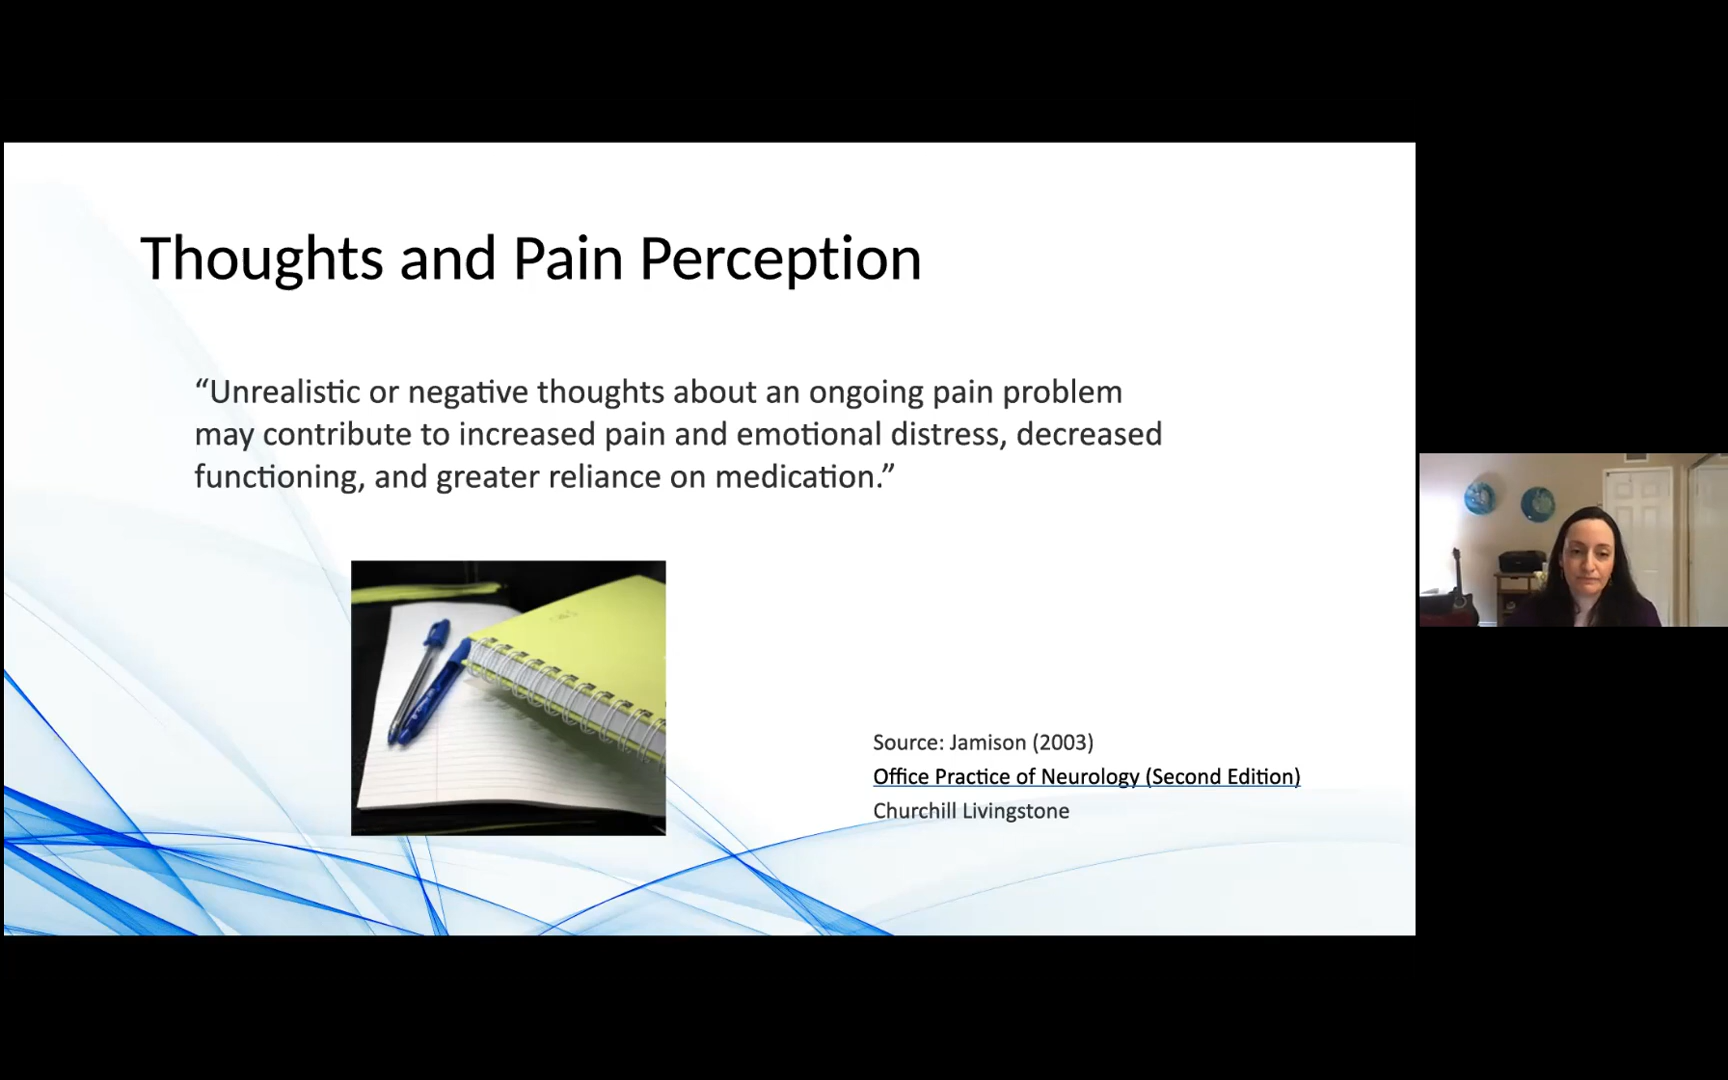 Thoughts and Pain Perception
“Unrealistic or negative thoughts about an ongoing pain problem
may contribute to increased pain and emotional distress, decreased
functioning, and greater reliance on medication.”
Source: Jamison (2003)
Office Practice of Neurology (Second Edition)
Churchill Livingstone